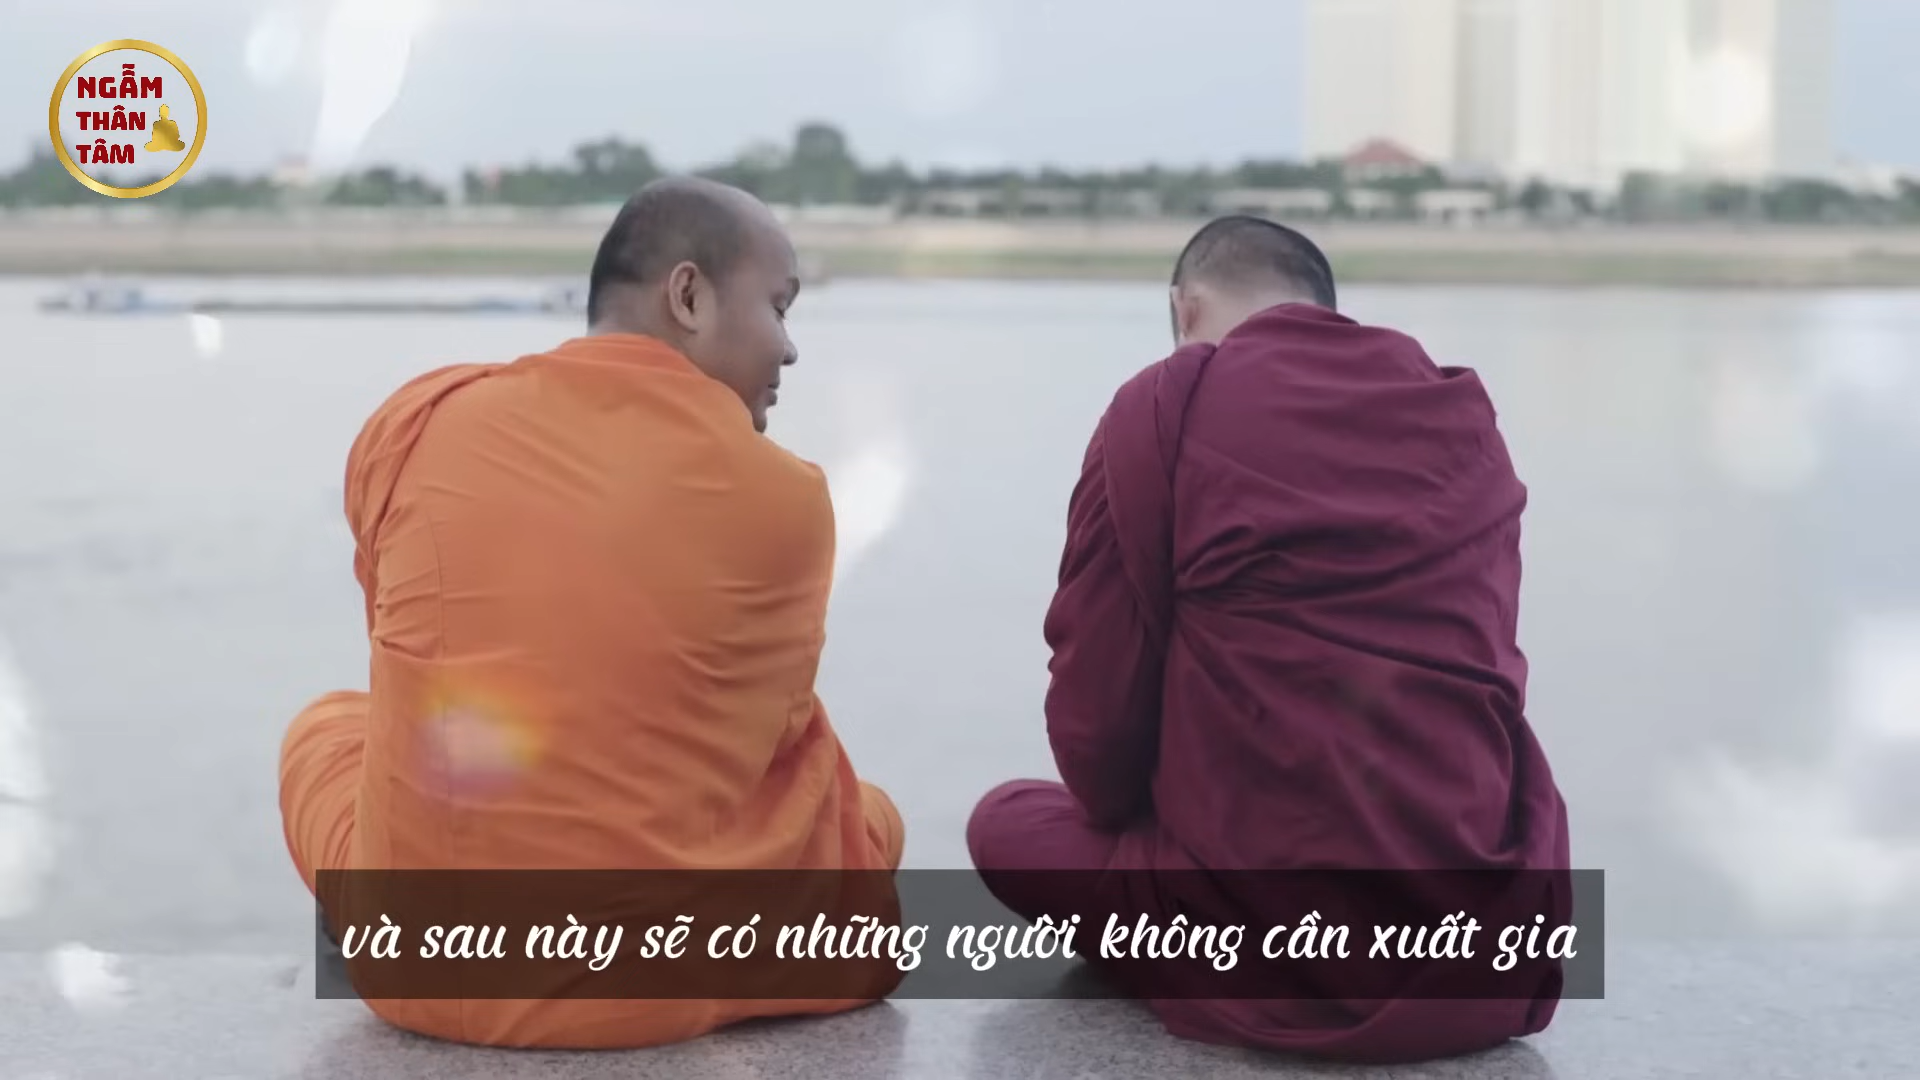 NGẪM
THÂN
TÂM
và sau này sẽ có những người không cần xuất gia